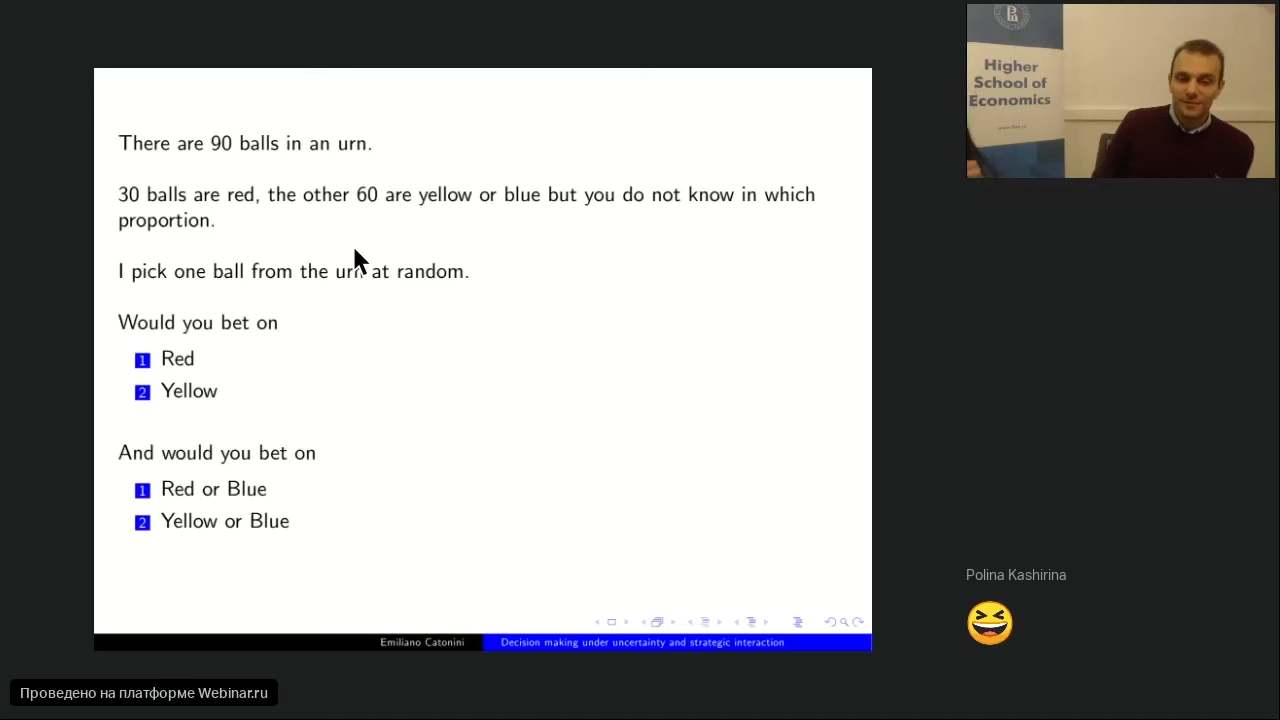 There are 90 balls in an urn.
30 balls are red, the other 60 are yellow or blue but you do not know in which
proportion.
I pick one ball from the urn at random.
Would you bet on
1 Red
2 Yellow
And would you bet on
1 Red or Blue
2 Yellow or Blue
Emiliano Catonini Decision making under uncertainty and strategic interaction
Higher
School of
Economics
Polina Kashirina
Проведено на платформе Webinar.ru